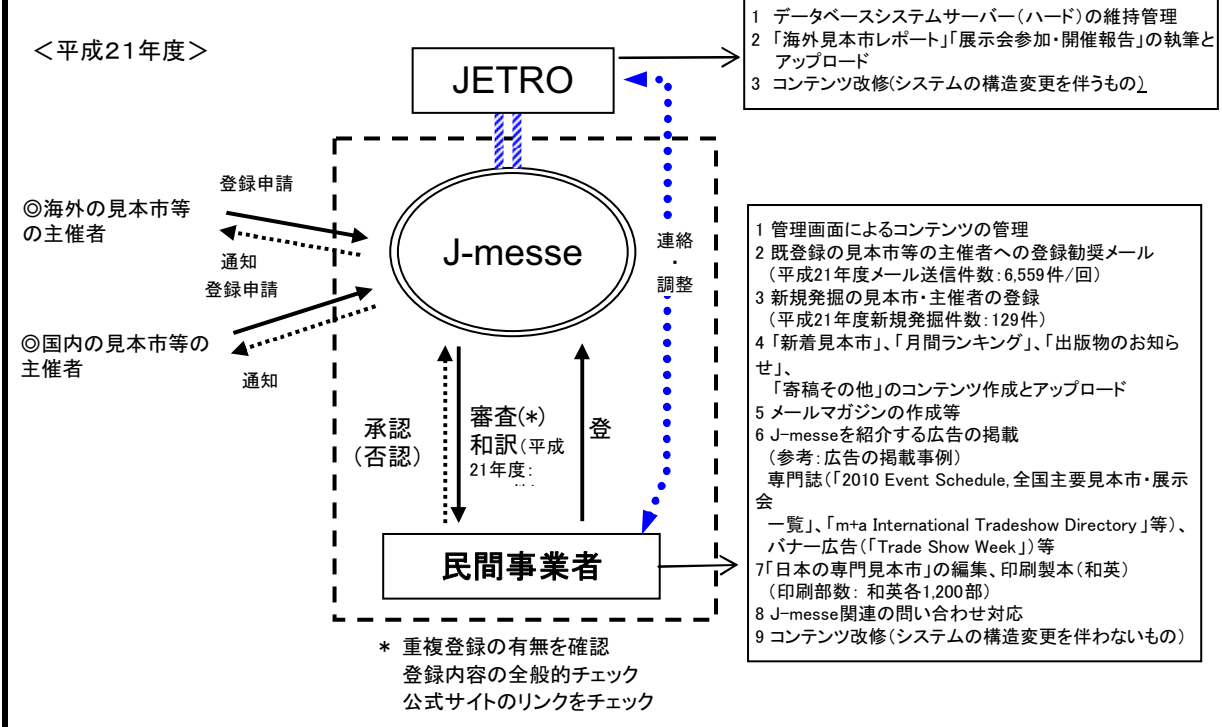 ＜平成21年度＞
JETRO
1 データベースシステムサーバー（ハード）の維持管理
2 「海外見本市レポート」「展示会参加・開催報告」の執筆と
アップロード
3 コンテンツ改修(システムの構造変更を伴うもの)
登録申請
◎海外の見本市等
の主催者
通知
登録申請
◎国内の見本市等の
主催者
通知
J-messe
連絡
・
調整
承認
（否認）
審査(*)
和訳(平成
21年度：
登
民間事業者
1 管理画面によるコンテンツの管理
2 既登録の見本市等の主催者への登録勧奨メール
（平成21年度メール送信件数：6,559件/回）
3 新規発掘の見本市・主催者の登録
（平成21年度新規発掘件数：129件）
4 「新着見本市」、「月間ランキング」、「出版物のお知ら
せ」、
「寄稿その他」のコンテンツ作成とアップロード
5 メールマガジンの作成等
6 J-messeを紹介する広告の掲載
（参考：広告の掲載事例）
専門誌（「2010 Event Schedule, 全国主要見本市・展示
会
一覧」、「m+a International Tradeshow Directory」等）、
バナー広告（「Trade Show Week」）等
7「日本の専門見本市」の編集、印刷製本（和英）
（印刷部数： 和英各1,200部）
8 J-messe関連の問い合わせ対応
9 コンテンツ改修（システムの構造変更を伴わないもの）
* 重複登録の有無を確認
登録内容の全般的チェック
公式サイトのリンクをチェック